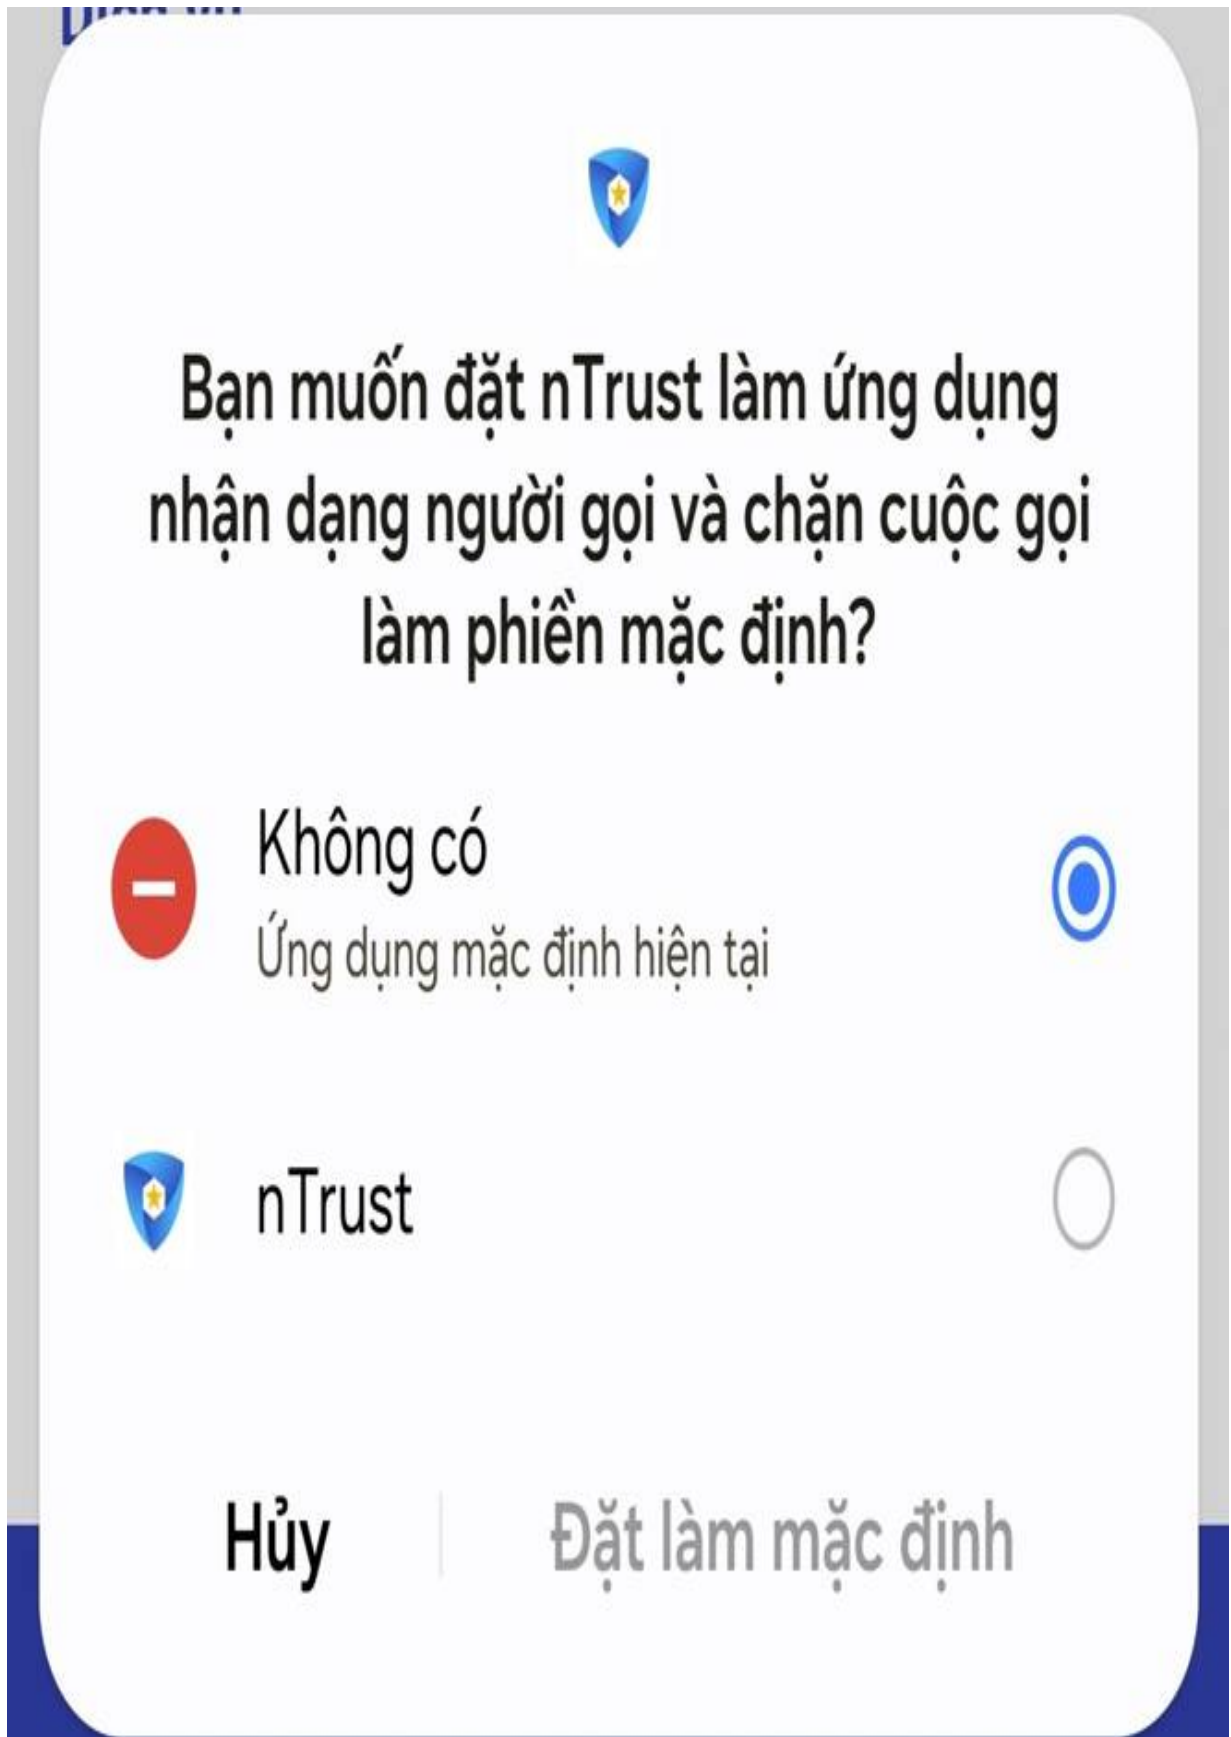 Bạn muốn đặt nTrust làm ứng dụng
nhận dạng người gọi và chặn cuộc gọi
làm phiền mặc định?
Không có
Ứng dụng mặc định hiện tại
nTrust
Hủy
Đặt làm mặc định